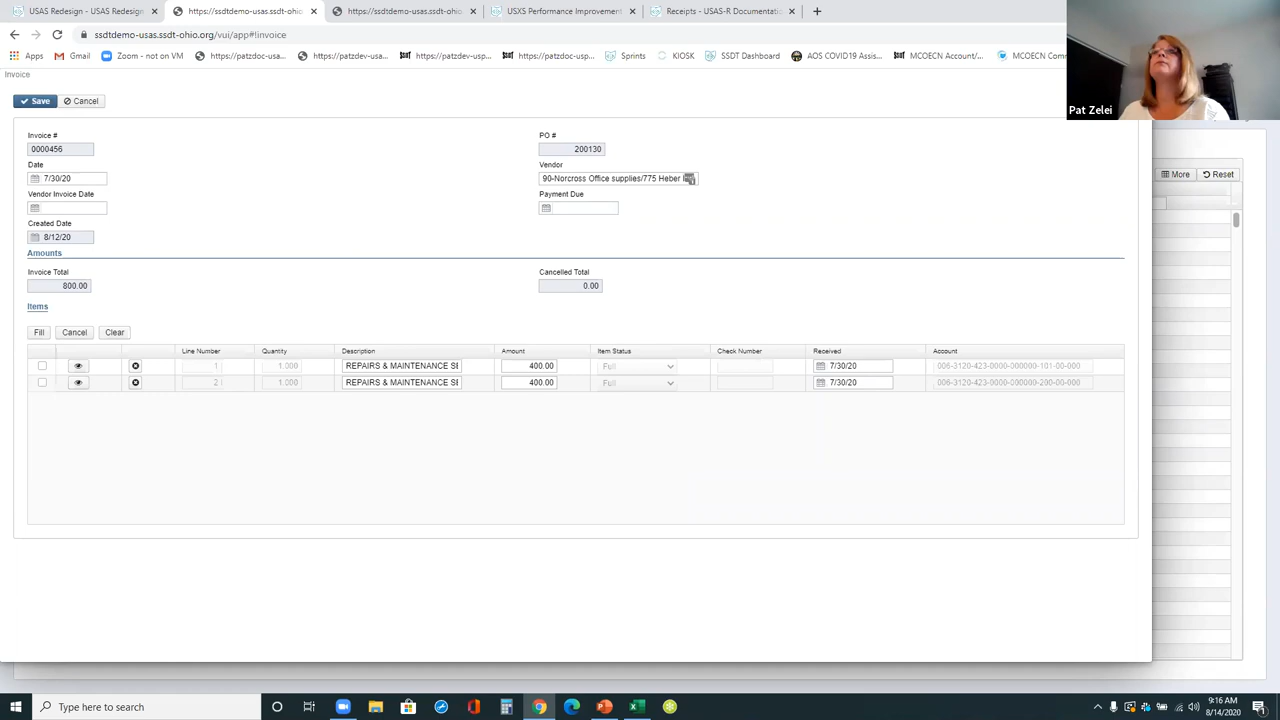 USAS Redesign - USAS Redesign
https://ssdtdemo-usas.ssdt-ohio
https://ssdtdemo-usas.ssdt-ohio
USXS Performance Improvement
Receipts - USAS-R Documentation
ssdtdemo-usas.ssdt-ohio.org/vui/app#!invoice
Apps
Gmail
Zoom - not on VM
https://patzdoc-usa...
https://patzdev-usa...
https://patzdev-usp...
https://patzdoc-usp...
Sprints
KIOSK
SSDT Dashboard
AOS COVID19 Assis...
MCOECN Account/...
MCOECN Com
Pat Zelei
Invoice
Save
Cancel
Invoice #
0000456
PO #
200130
Date
7/30/20
Vendor
90-Norcross Office supplies/775 Heber
Vendor Invoice Date
Payment Due
Created Date
8/12/20
Amounts
Invoice Total
800.00
Cancelled Total
0.00
Items
Fill
Cancel
Clear
More
Reset
Line Number Quantity Description Amount Item Status Check Number Received Account
1 1.000 REPAIRS & MAINTENANCE SE 400.00 Full 7/30/20 006-3120-423-0000-000000-101-00-000
2 1.000 REPAIRS & MAINTENANCE SE 400.00 Full 7/30/20 006-3120-423-0000-000000-200-00-000
Type here to search
9:16 AM
8/14/2020